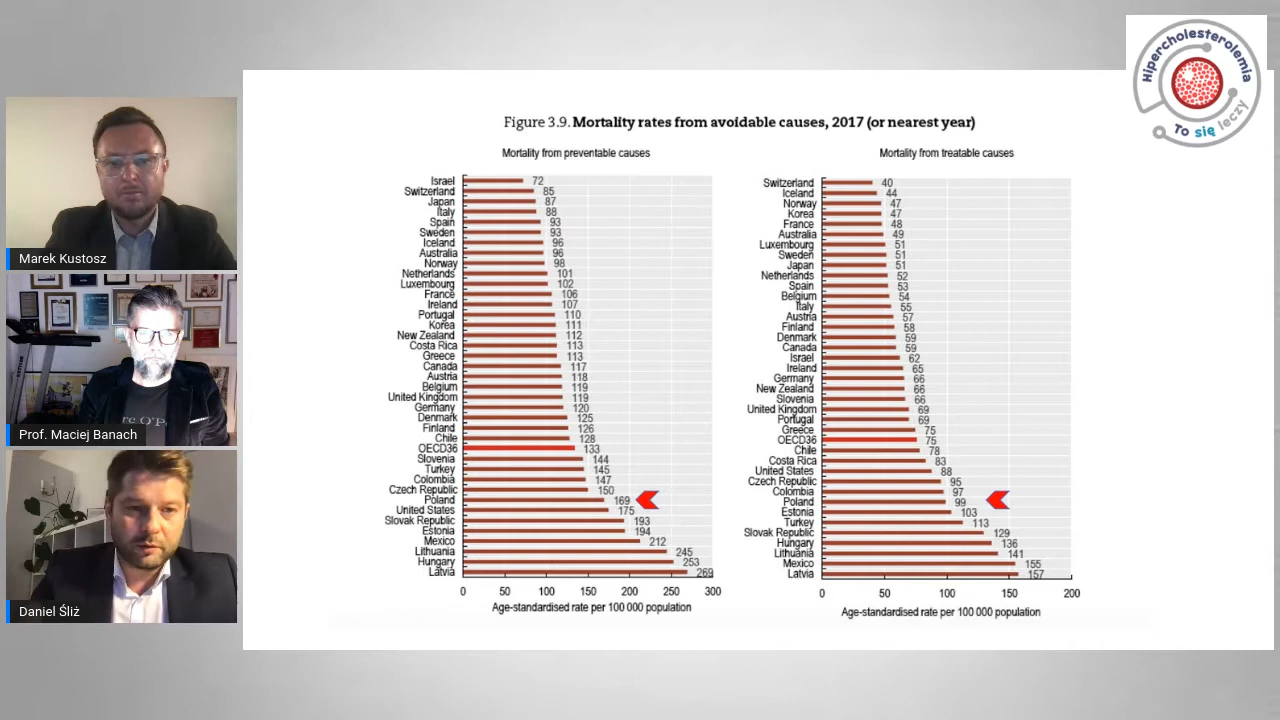 Hipercholesterolemia
To się leczy
Marek Kustosz
Prof. Maciej Banach
Daniel Śliż
Figure 3.9. Mortality rates from avoidable causes, 2017 (or nearest year)
Mortality from preventable causes
Israel 72
Switzerland 85
Japan 87
Italy 88
Spain 93
Sweden 93
Iceland 96
Australia 96
Norway 98
Netherlands 101
Luxembourg 102
France 106
Ireland 107
Portugal 110
Korea 111
New Zealand 112
Costa Rica 113
Greece 113
Canada 117
Austria 118
Belgium 119
United Kingdom 119
Germany 120
Denmark 125
Finland 126
Chile 128
OECD36 133
Slovenia 144
Turkey 145
Colombia 147
Czech Republic 150
Poland 169
United States 175
Slovak Republic 193
Estonia 194
Mexico 212
Lithuania 245
Hungary 253
Latvia 269
0 50 100 150 200 250 300
Age-standardised rate per 100 000 population
Mortality from treatable causes
Switzerland 40
Iceland 44
Norway 47
Korea 47
France 48
Australia 49
Luxembourg 51
Sweden 51
Japan 51
Netherlands 52
Spain 53
Belgium 54
Italy 55
Austria 57
Finland 58
Denmark 59
Canada 59
Israel 62
Ireland 65
Germany 66
New Zealand 66
Slovenia 66
United Kingdom 69
Portugal 69
Greece 75
OECD36 75
Chile 78
Costa Rica 83
United States 88
Czech Republic 95
Colombia 97
Poland 99
Estonia 103
Turkey 113
Slovak Republic 129
Hungary 136
Lithuania 141
Mexico 155
Latvia 157
0 50 100 150 200
Age-standardised rate per 100 000 population